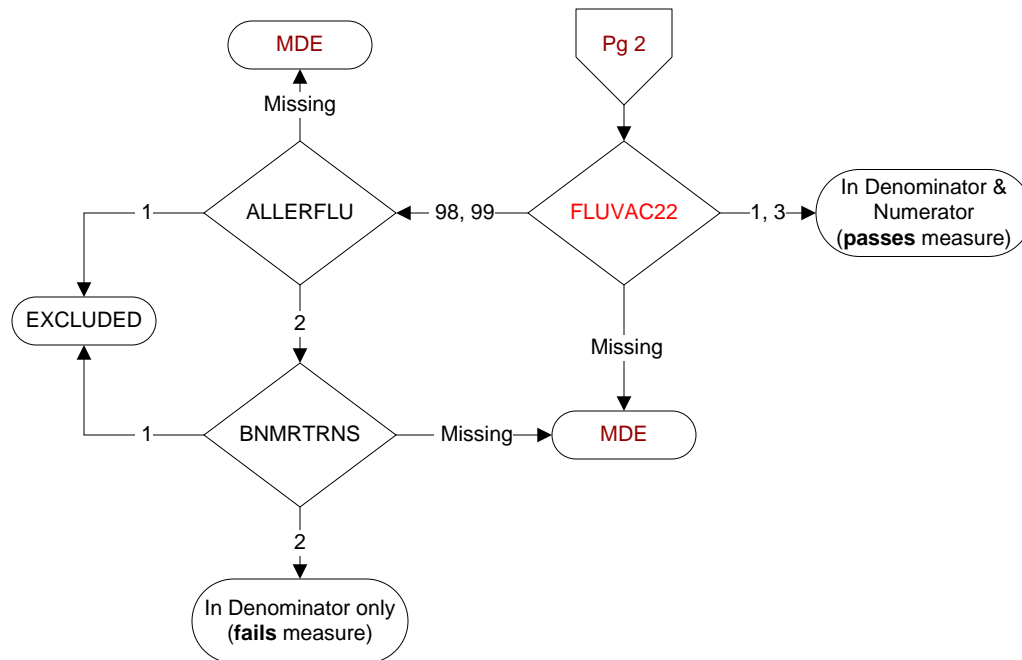 MDE
Pg 2
Missing
1
ALLERFLU
98, 99
FLUVAC22
1, 3
In Denominator &
Numerator
(passes measure)
EXCLUDED
2
Missing
1
BNMRTRNS
Missing
MDE
2
In Denominator only
(fails measure)